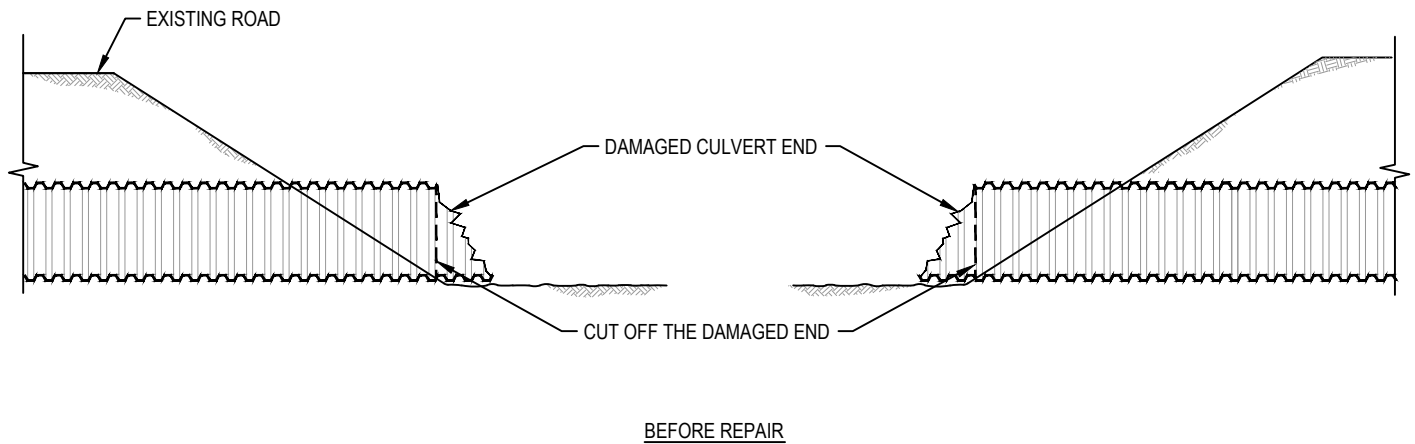 EXISTING ROAD
DAMAGED CULVERT END
CUT OFF THE DAMAGED END
BEFORE REPAIR